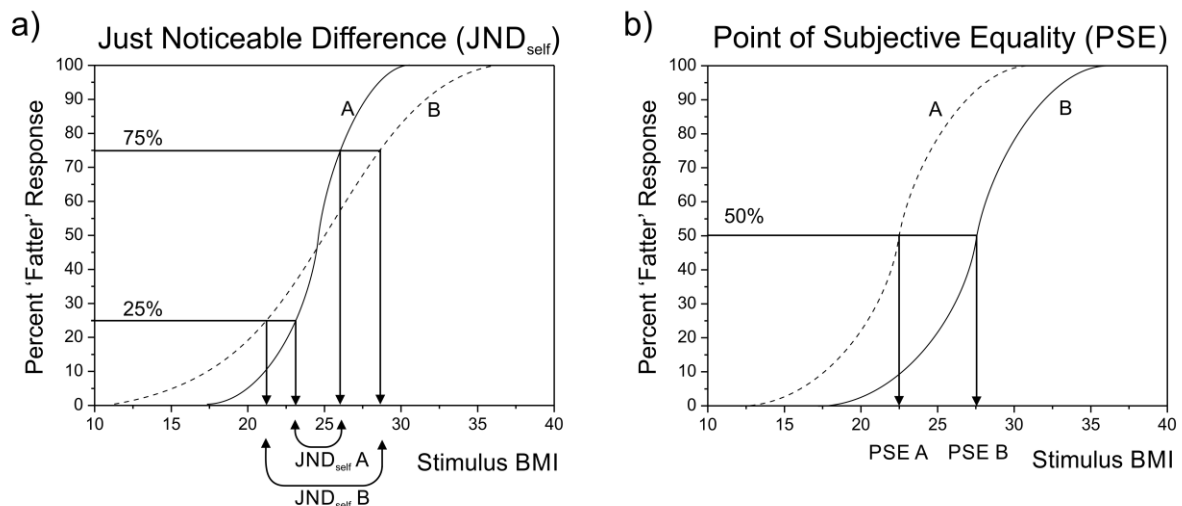 a)
Just Noticeable Difference (JNDself)
Percent ‘Fatter’ Response
100
90
80
70
60
50
40
30
20
10
0
75%
25%
A
B
10 15 20 25 30 35 40
JNDself A
JNDself B
Stimulus BMI
b)
Point of Subjective Equality (PSE)
Percent ‘Fatter’ Response
100
90
80
70
60
50
40
30
20
10
0
50%
A
B
10 15 20 25 30 35 40
PSE A PSE B
Stimulus BMI